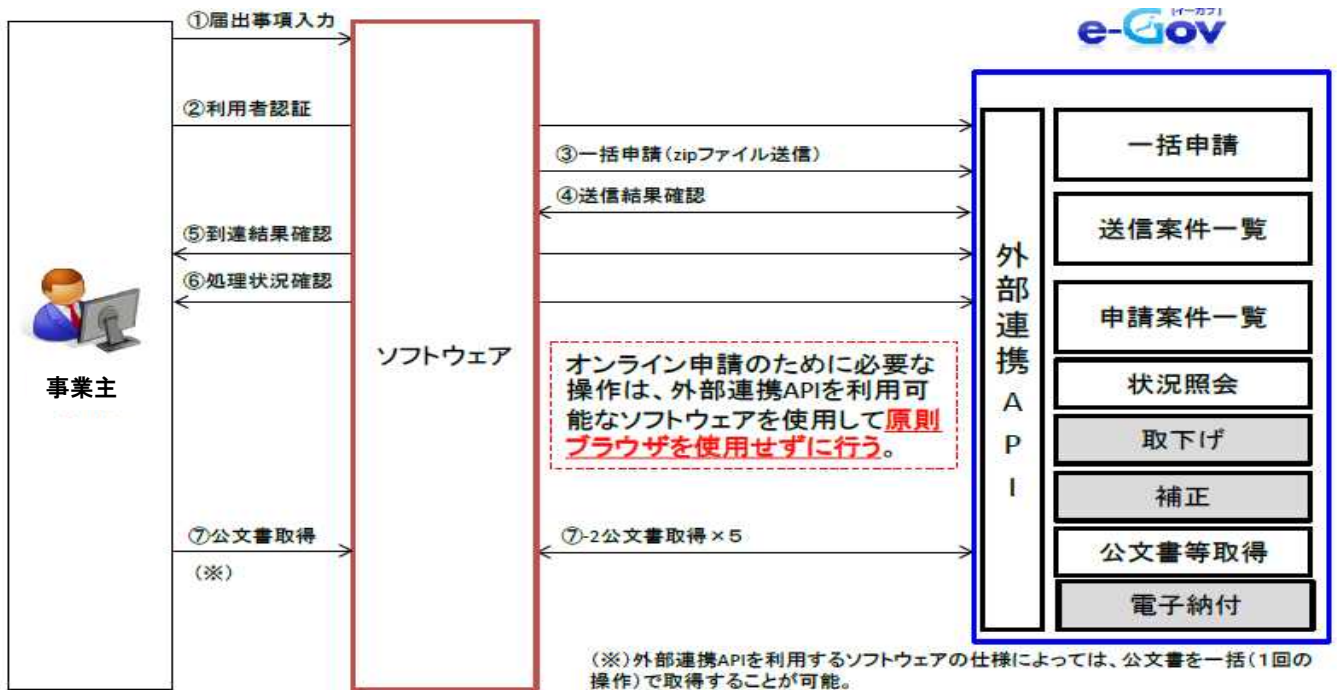 [イーガブ]
e-Gov
①届出事項入力
②利用者認証
③一括申請(zipファイル送信)
④送信結果確認
⑤到達結果確認
⑥処理状況確認
事業主
ソフトウェア
オンライン申請のために必要な
操作は、外部連携APIを利用可
能なソフトウェアを使用して原則
ブラウザを使用せずに行う。
⑦公文書取得
(※)
⑦-2公文書取得×5
外部連携API
一括申請
送信案件一覧
申請案件一覧
状況照会
取下げ
補正
公文書等取得
電子納付
(※)外部連携APIを利用するソフトウェアの仕様によっては、公文書を一括(1回の
操作)で取得することが可能。